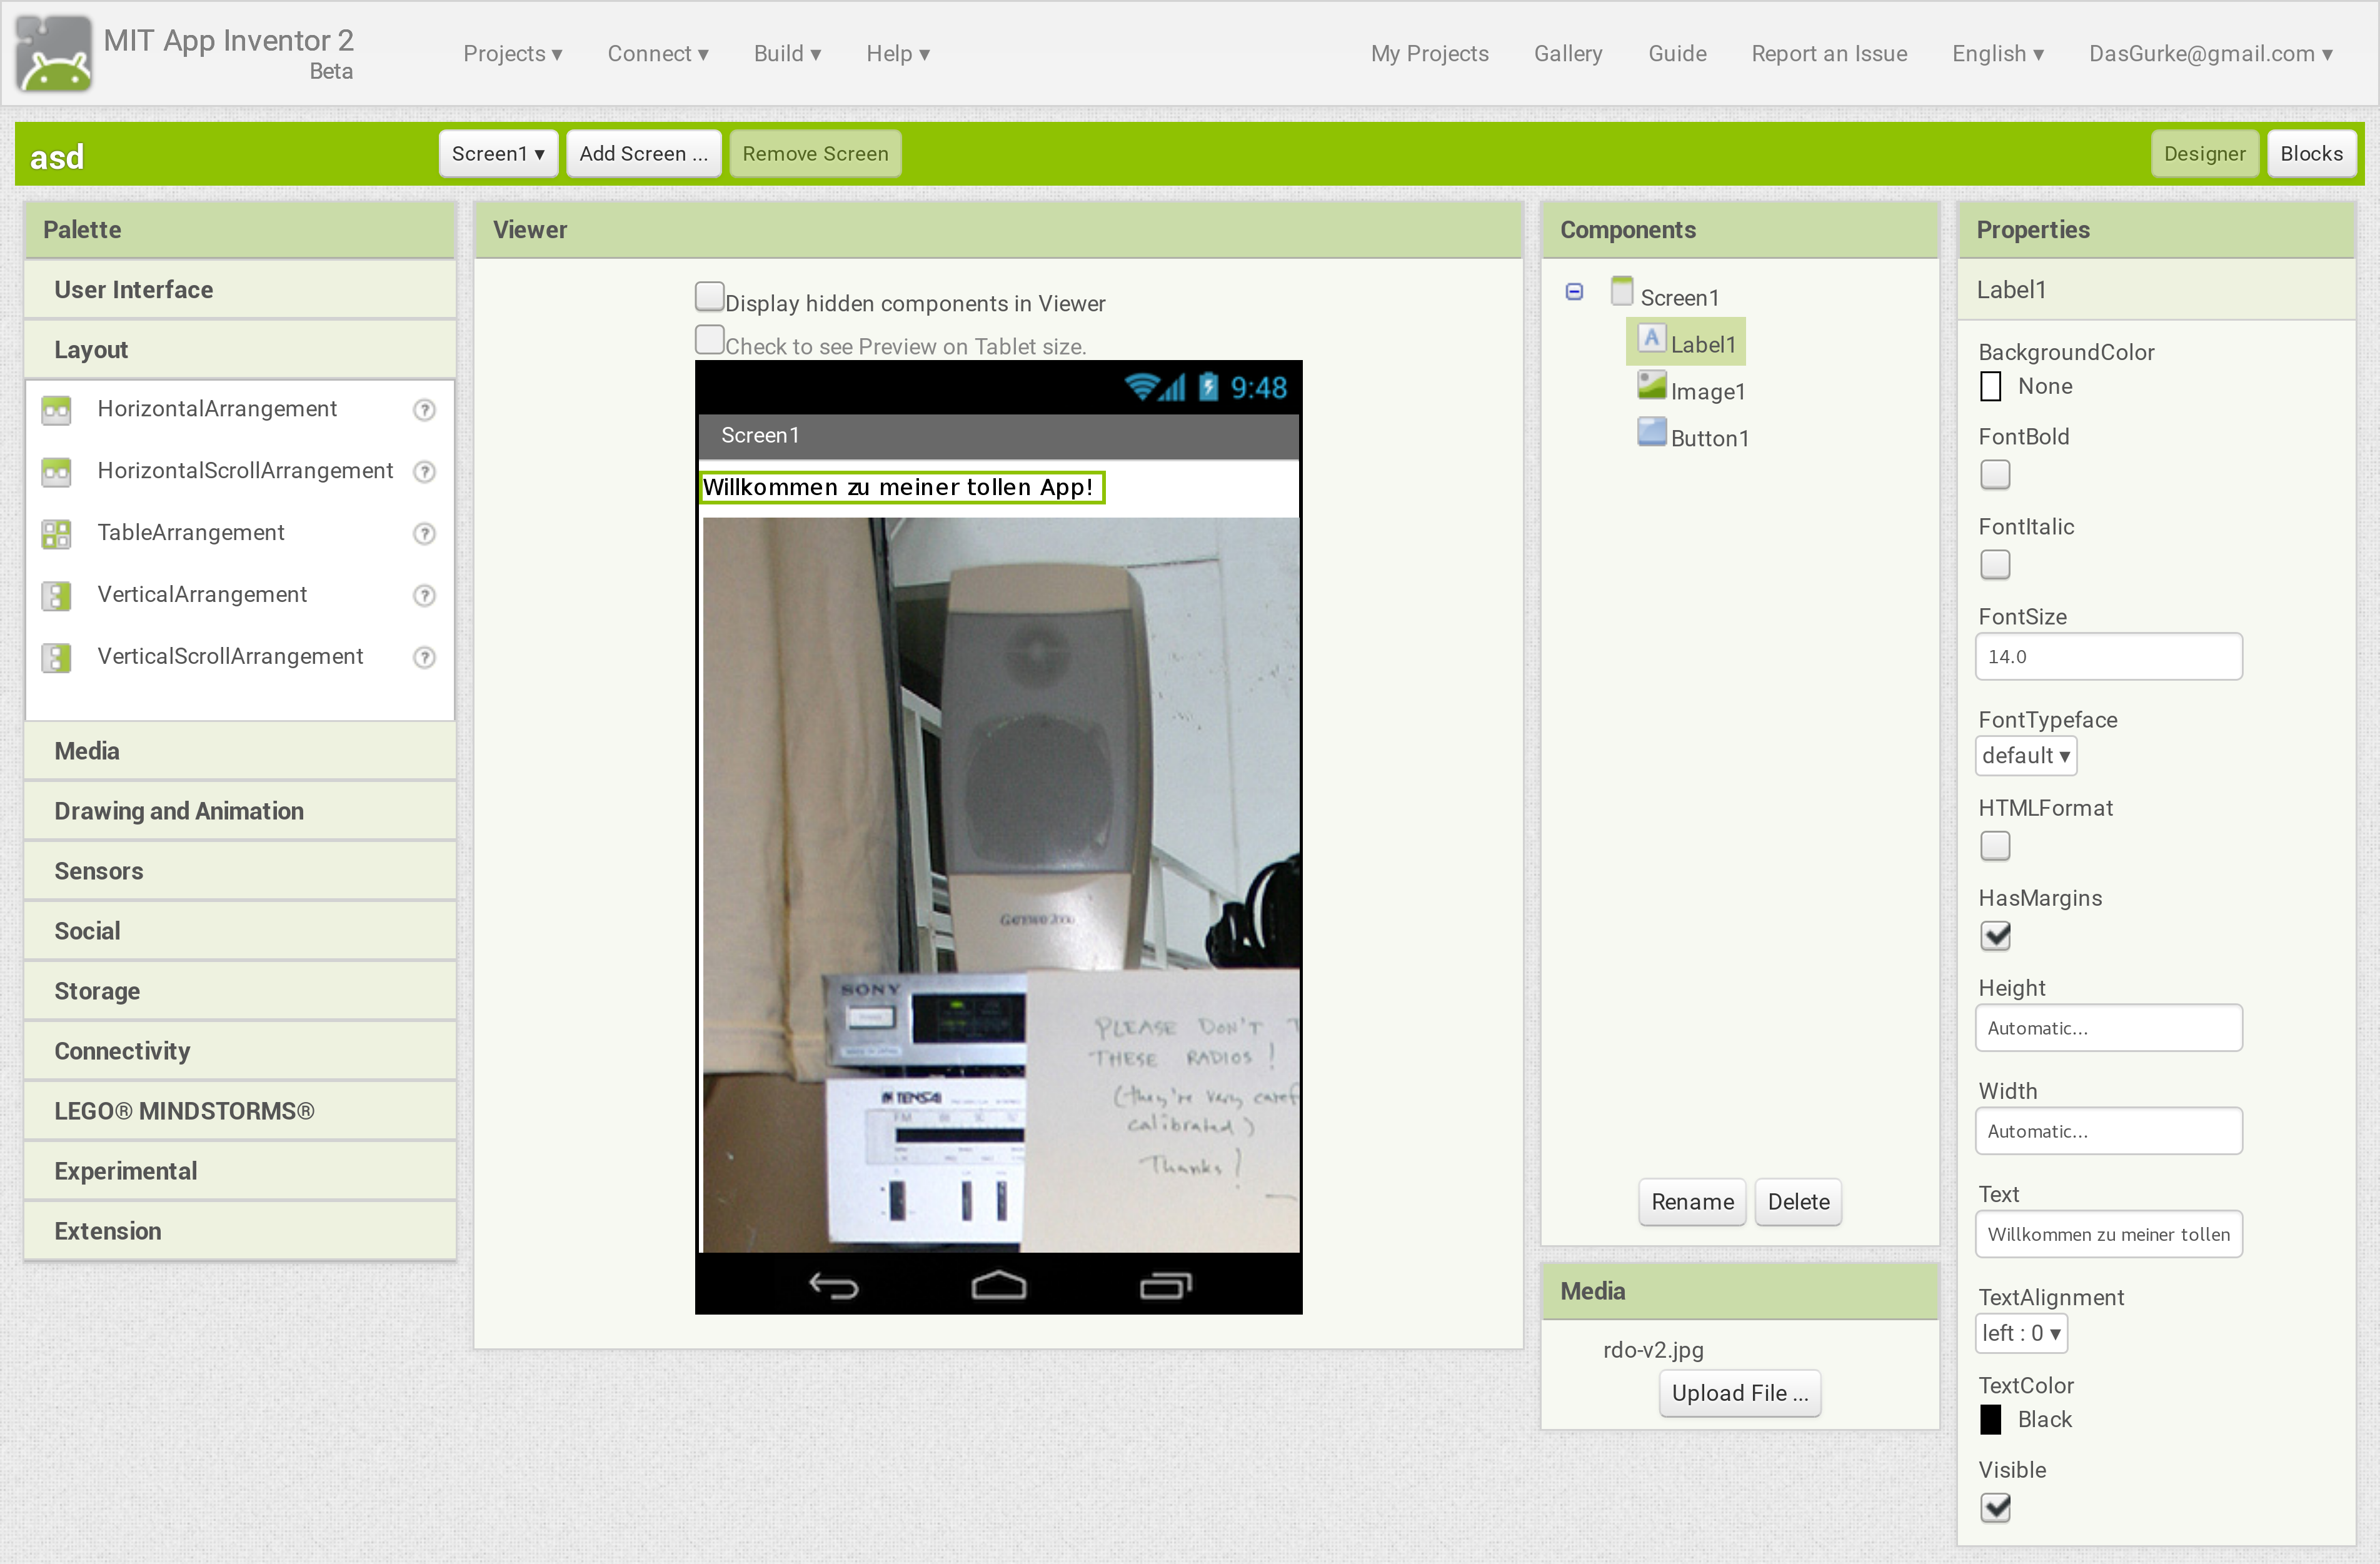 MIT App Inventor 2
Beta
Projects ▾ Connect ▾ Build ▾ Help ▾ My Projects Gallery Guide Report an Issue English ▾ DasGurke@gmail.com ▾
asd Screen1 ▾ Add Screen ... Remove Screen Designer Blocks
Palette
User Interface
Layout
HorizontalArrangement ?
HorizontalScrollArrangement ?
TableArrangement ?
VerticalArrangement ?
VerticalScrollArrangement ?
Media
Drawing and Animation
Sensors
Social
Storage
Connectivity
LEGO® MINDSTORMS®
Experimental
Extension
Viewer
Display hidden components in Viewer
Check to see Preview on Tablet size.
9:48
Screen1
Willkommen zu meiner tollen App!
Gateway 2000
SONY
PLEASE DON'T T
THESE RADIOS !
(they're very caref
calibrated)
Thanks !
TENSAI
FM
Components
Screen1
A Label1
Image1
Button1
Rename Delete
Media
rdo-v2.jpg
Upload File ...
Properties
Label1
BackgroundColor
None
FontBold
FontItalic
FontSize
14.0
FontTypeface
default ▾
HTMLFormat
HasMargins
Height
Automatic...
Width
Automatic...
Text
Willkommen zu meiner tollen
TextAlignment
left : 0 ▾
TextColor
Black
Visible